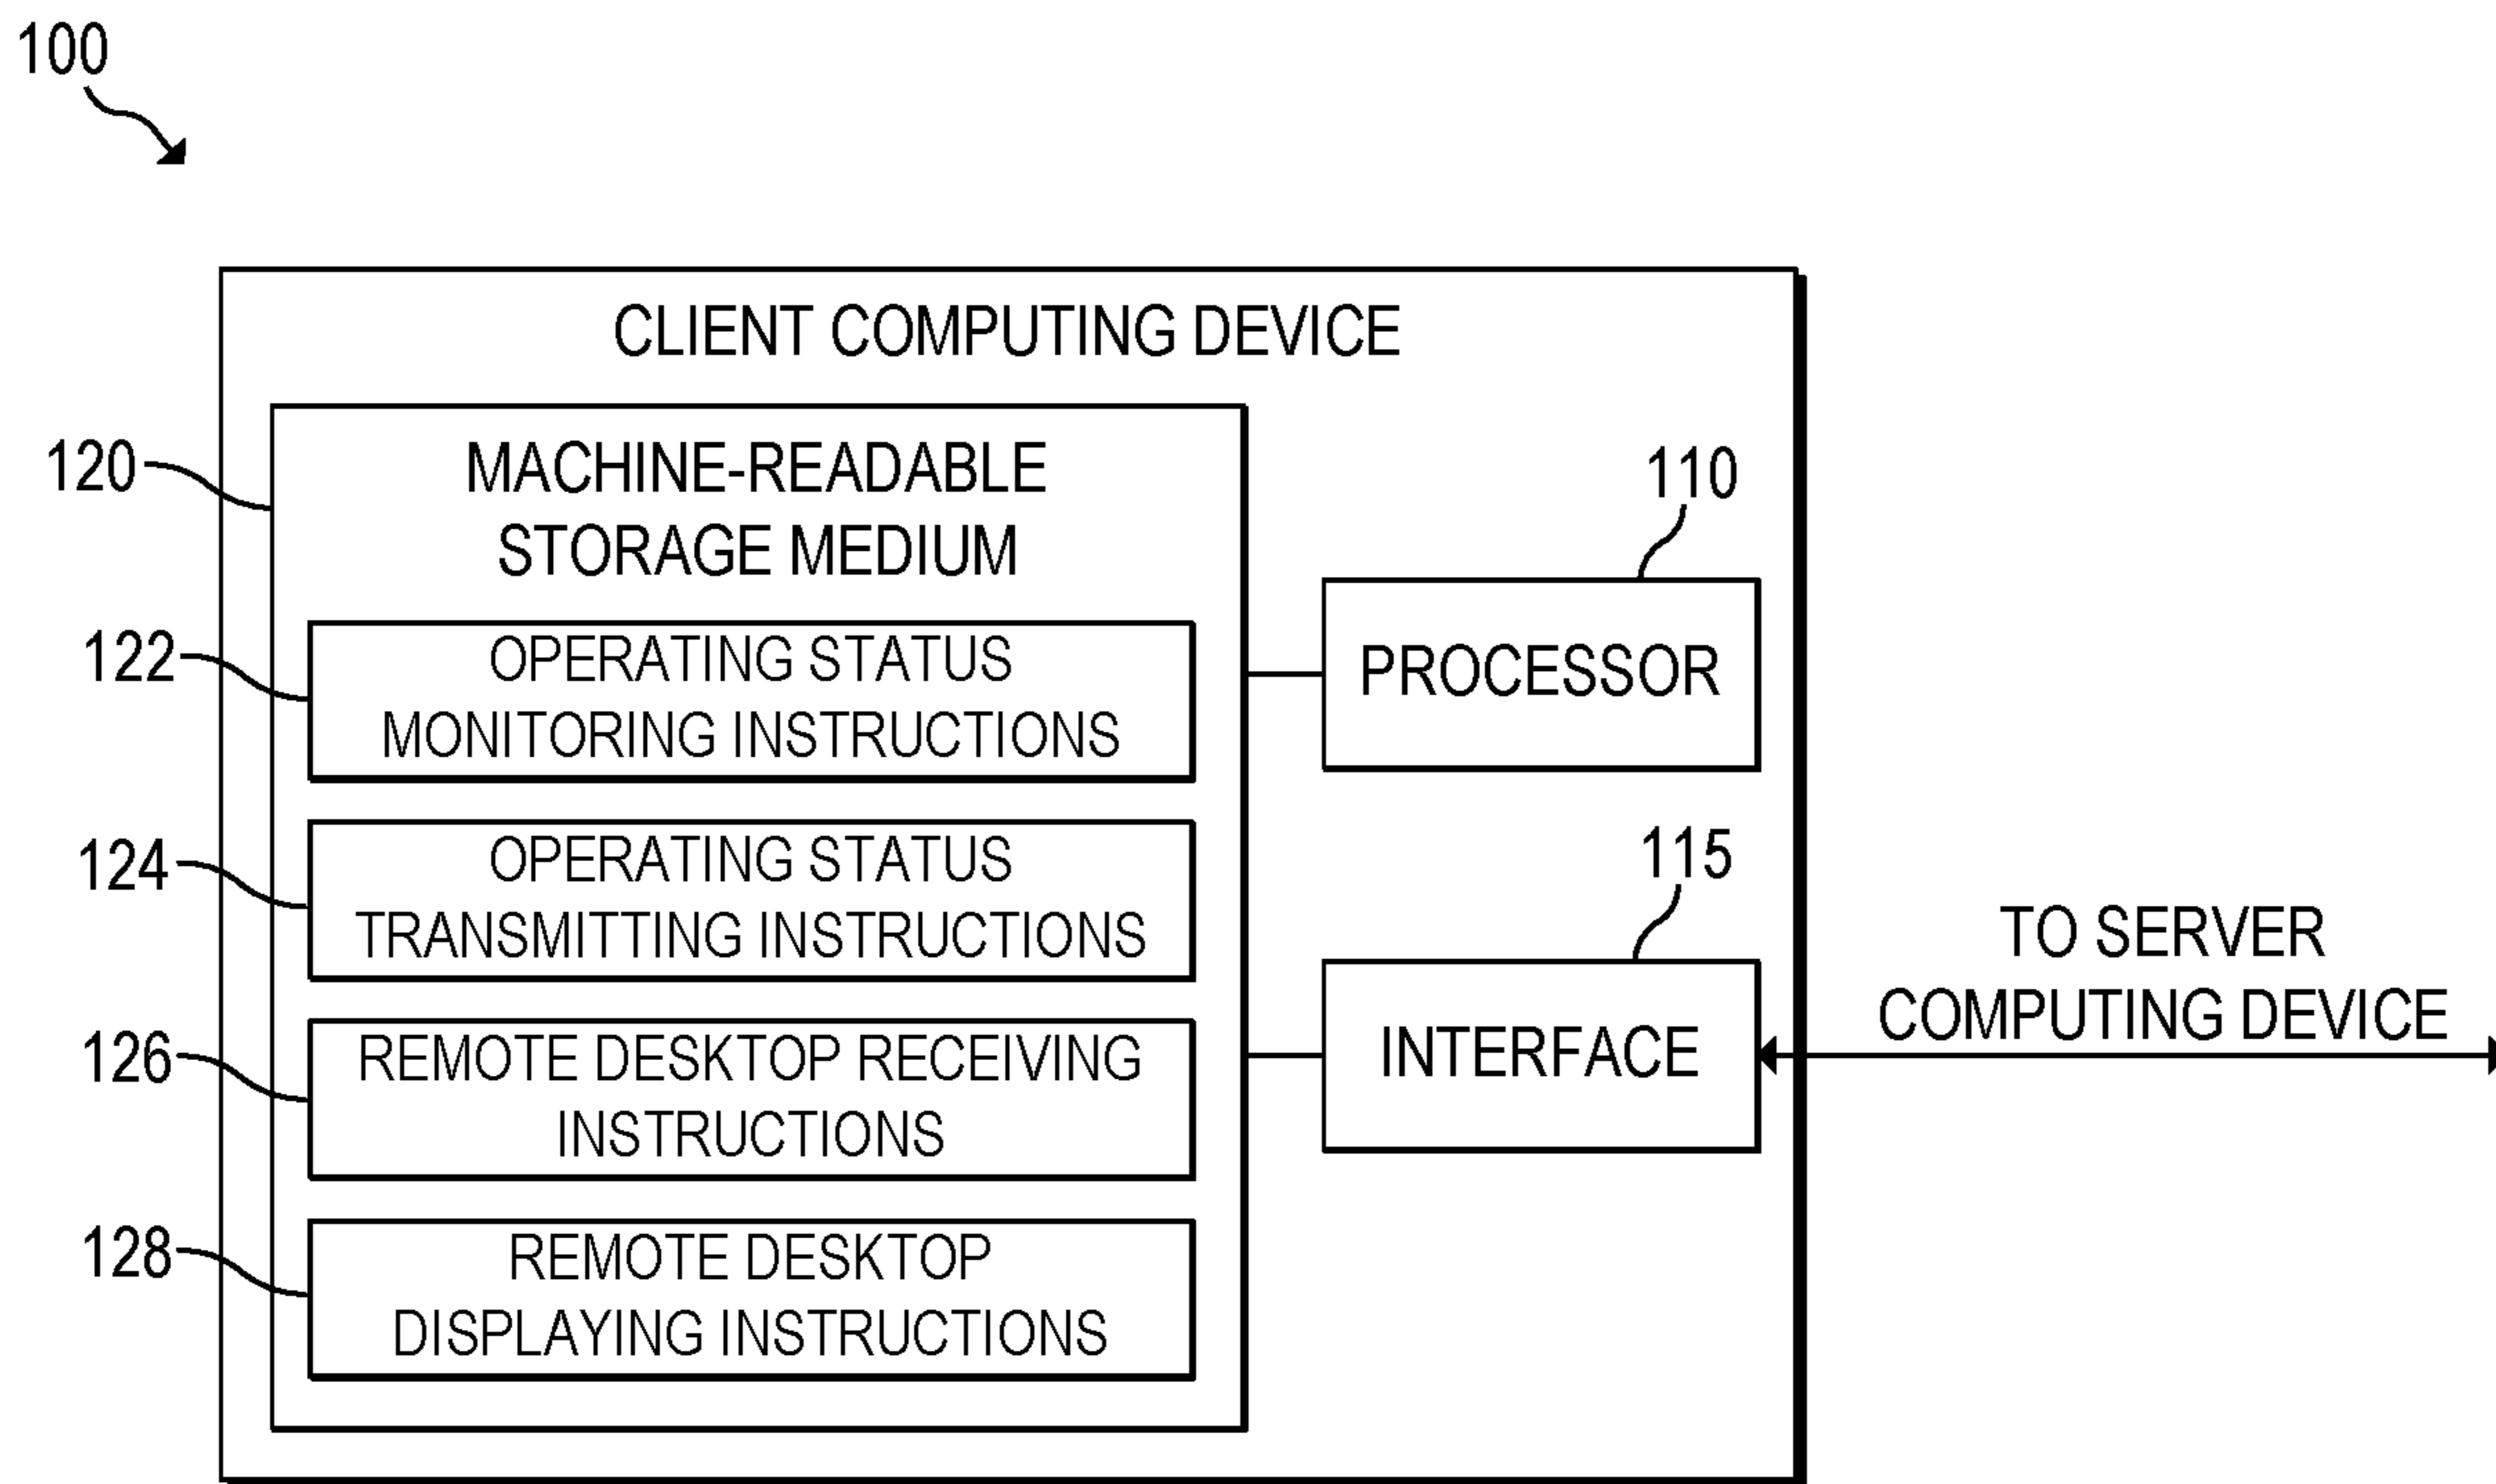 100
CLIENT COMPUTING DEVICE
120
MACHINE-READABLE
STORAGE MEDIUM
122
OPERATING STATUS
MONITORING INSTRUCTIONS
124
OPERATING STATUS
TRANSMITTING INSTRUCTIONS
126
REMOTE DESKTOP RECEIVING
INSTRUCTIONS
128
REMOTE DESKTOP
DISPLAYING INSTRUCTIONS
110
PROCESSOR
115
INTERFACE
TO SERVER
COMPUTING DEVICE